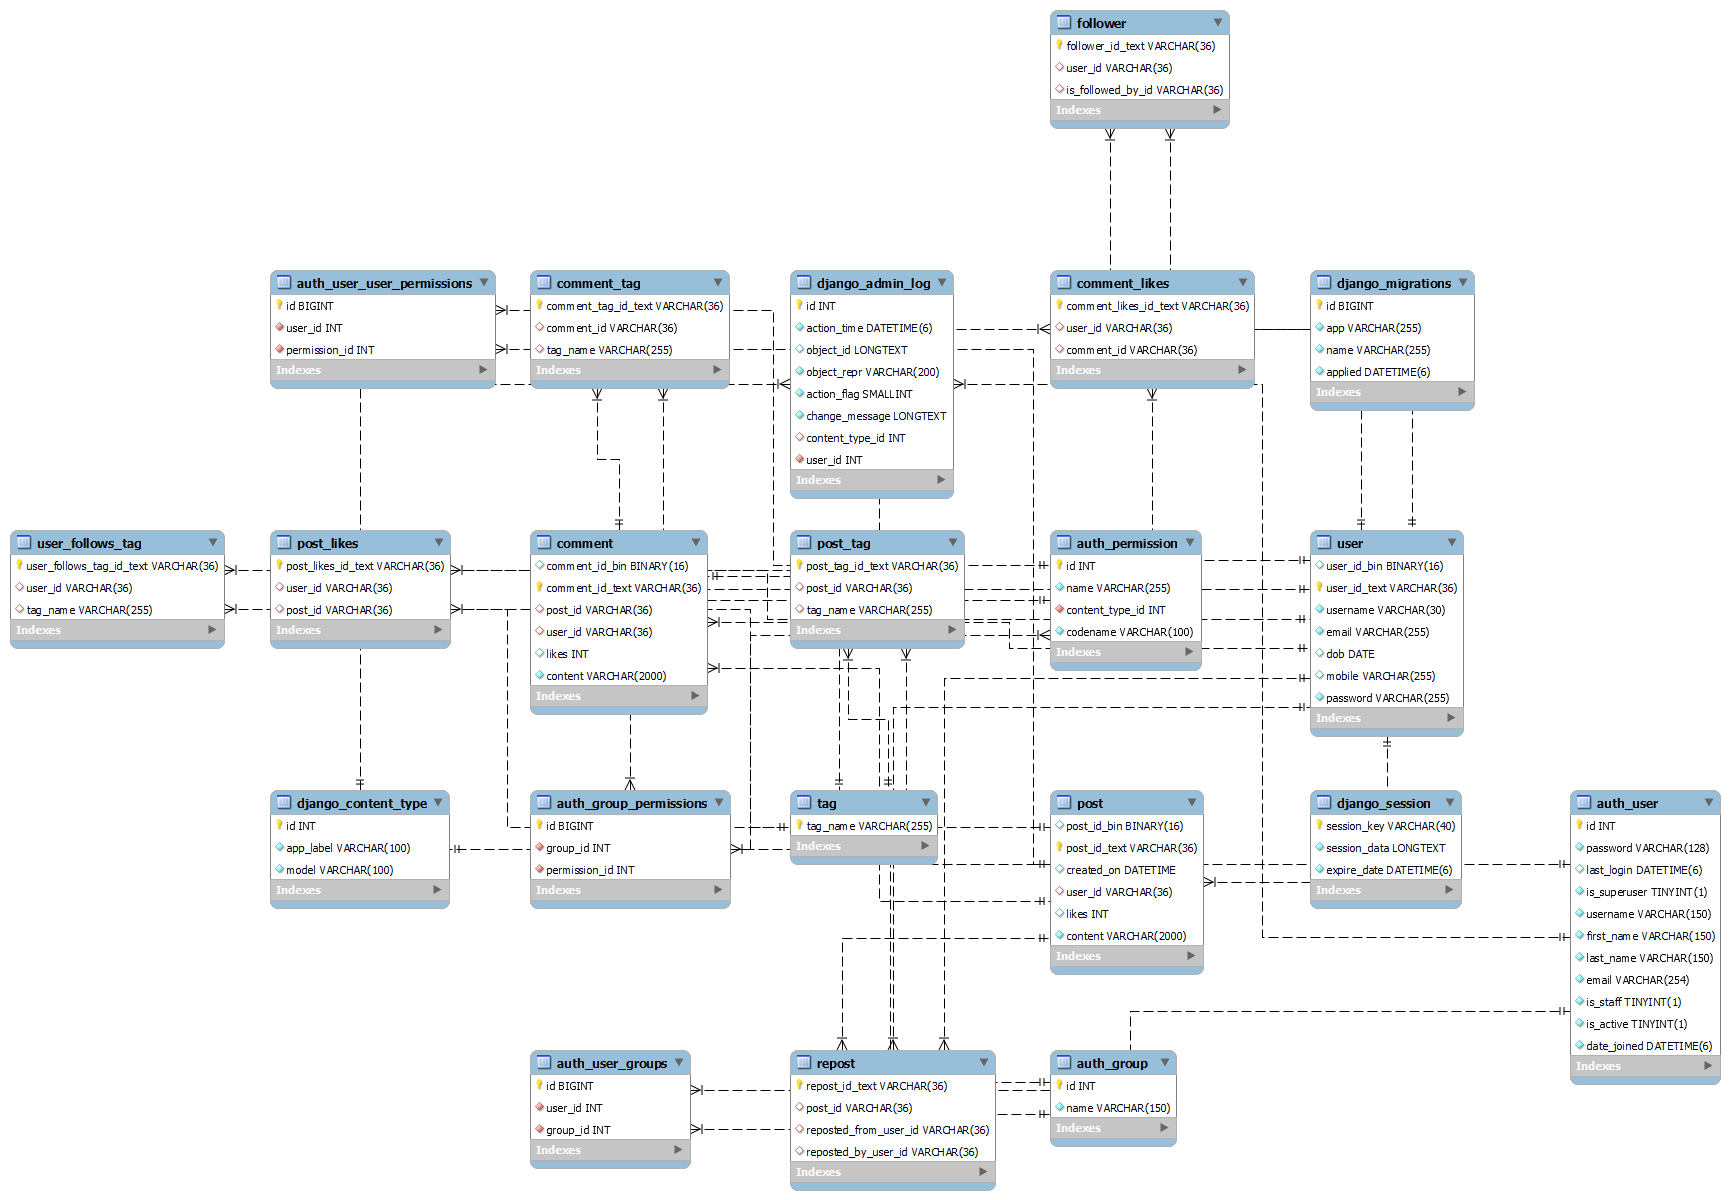 follower
follower_id_text VARCHAR(36)
user_id VARCHAR(36)
is_followed_by_id VARCHAR(36)
Indexes
auth_user_user_permissions
id BIGINT
user_id INT
permission_id INT
Indexes
comment_tag
comment_tag_id_text VARCHAR(36)
comment_id VARCHAR(36)
tag_name VARCHAR(255)
Indexes
django_admin_log
id INT
action_time DATETIME(6)
object_id LONGTEXT
object_repr VARCHAR(200)
action_flag SMALLINT
change_message LONGTEXT
content_type_id INT
user_id INT
Indexes
comment_likes
comment_likes_id_text VARCHAR(36)
user_id VARCHAR(36)
comment_id VARCHAR(36)
Indexes
django_migrations
id BIGINT
app VARCHAR(255)
name VARCHAR(255)
applied DATETIME(6)
Indexes
user_follows_tag
user_follows_tag_id_text VARCHAR(36)
user_id VARCHAR(36)
tag_name VARCHAR(255)
Indexes
post_likes
post_likes_id_text VARCHAR(36)
user_id VARCHAR(36)
post_id VARCHAR(36)
Indexes
comment
comment_id_bin BINARY(16)
comment_id_text VARCHAR(36)
post_id VARCHAR(36)
user_id VARCHAR(36)
likes INT
content VARCHAR(2000)
Indexes
post_tag
post_tag_id_text VARCHAR(36)
post_id VARCHAR(36)
tag_name VARCHAR(255)
Indexes
auth_permission
id INT
name VARCHAR(255)
content_type_id INT
codename VARCHAR(100)
Indexes
user
user_id_bin BINARY(16)
user_id_text VARCHAR(36)
username VARCHAR(30)
email VARCHAR(255)
dob DATE
mobile VARCHAR(255)
password VARCHAR(255)
Indexes
django_content_type
id INT
app_label VARCHAR(100)
model VARCHAR(100)
Indexes
auth_group_permissions
id BIGINT
group_id INT
permission_id INT
Indexes
tag
tag_name VARCHAR(255)
Indexes
post
post_id_bin BINARY(16)
post_id_text VARCHAR(36)
created_on DATETIME
user_id VARCHAR(36)
likes INT
content VARCHAR(2000)
Indexes
django_session
session_key VARCHAR(40)
session_data LONGTEXT
expire_date DATETIME(6)
Indexes
auth_user
id INT
password VARCHAR(128)
last_login DATETIME(6)
is_superuser TINYINT(1)
username VARCHAR(150)
first_name VARCHAR(150)
last_name VARCHAR(150)
email VARCHAR(254)
is_staff TINYINT(1)
is_active TINYINT(1)
date_joined DATETIME(6)
Indexes
auth_user_groups
id BIGINT
user_id INT
group_id INT
Indexes
repost
repost_id_text VARCHAR(36)
post_id VARCHAR(36)
reposted_from_user_id VARCHAR(36)
reposted_by_user_id VARCHAR(36)
Indexes
auth_group
id INT
name VARCHAR(150)
Indexes